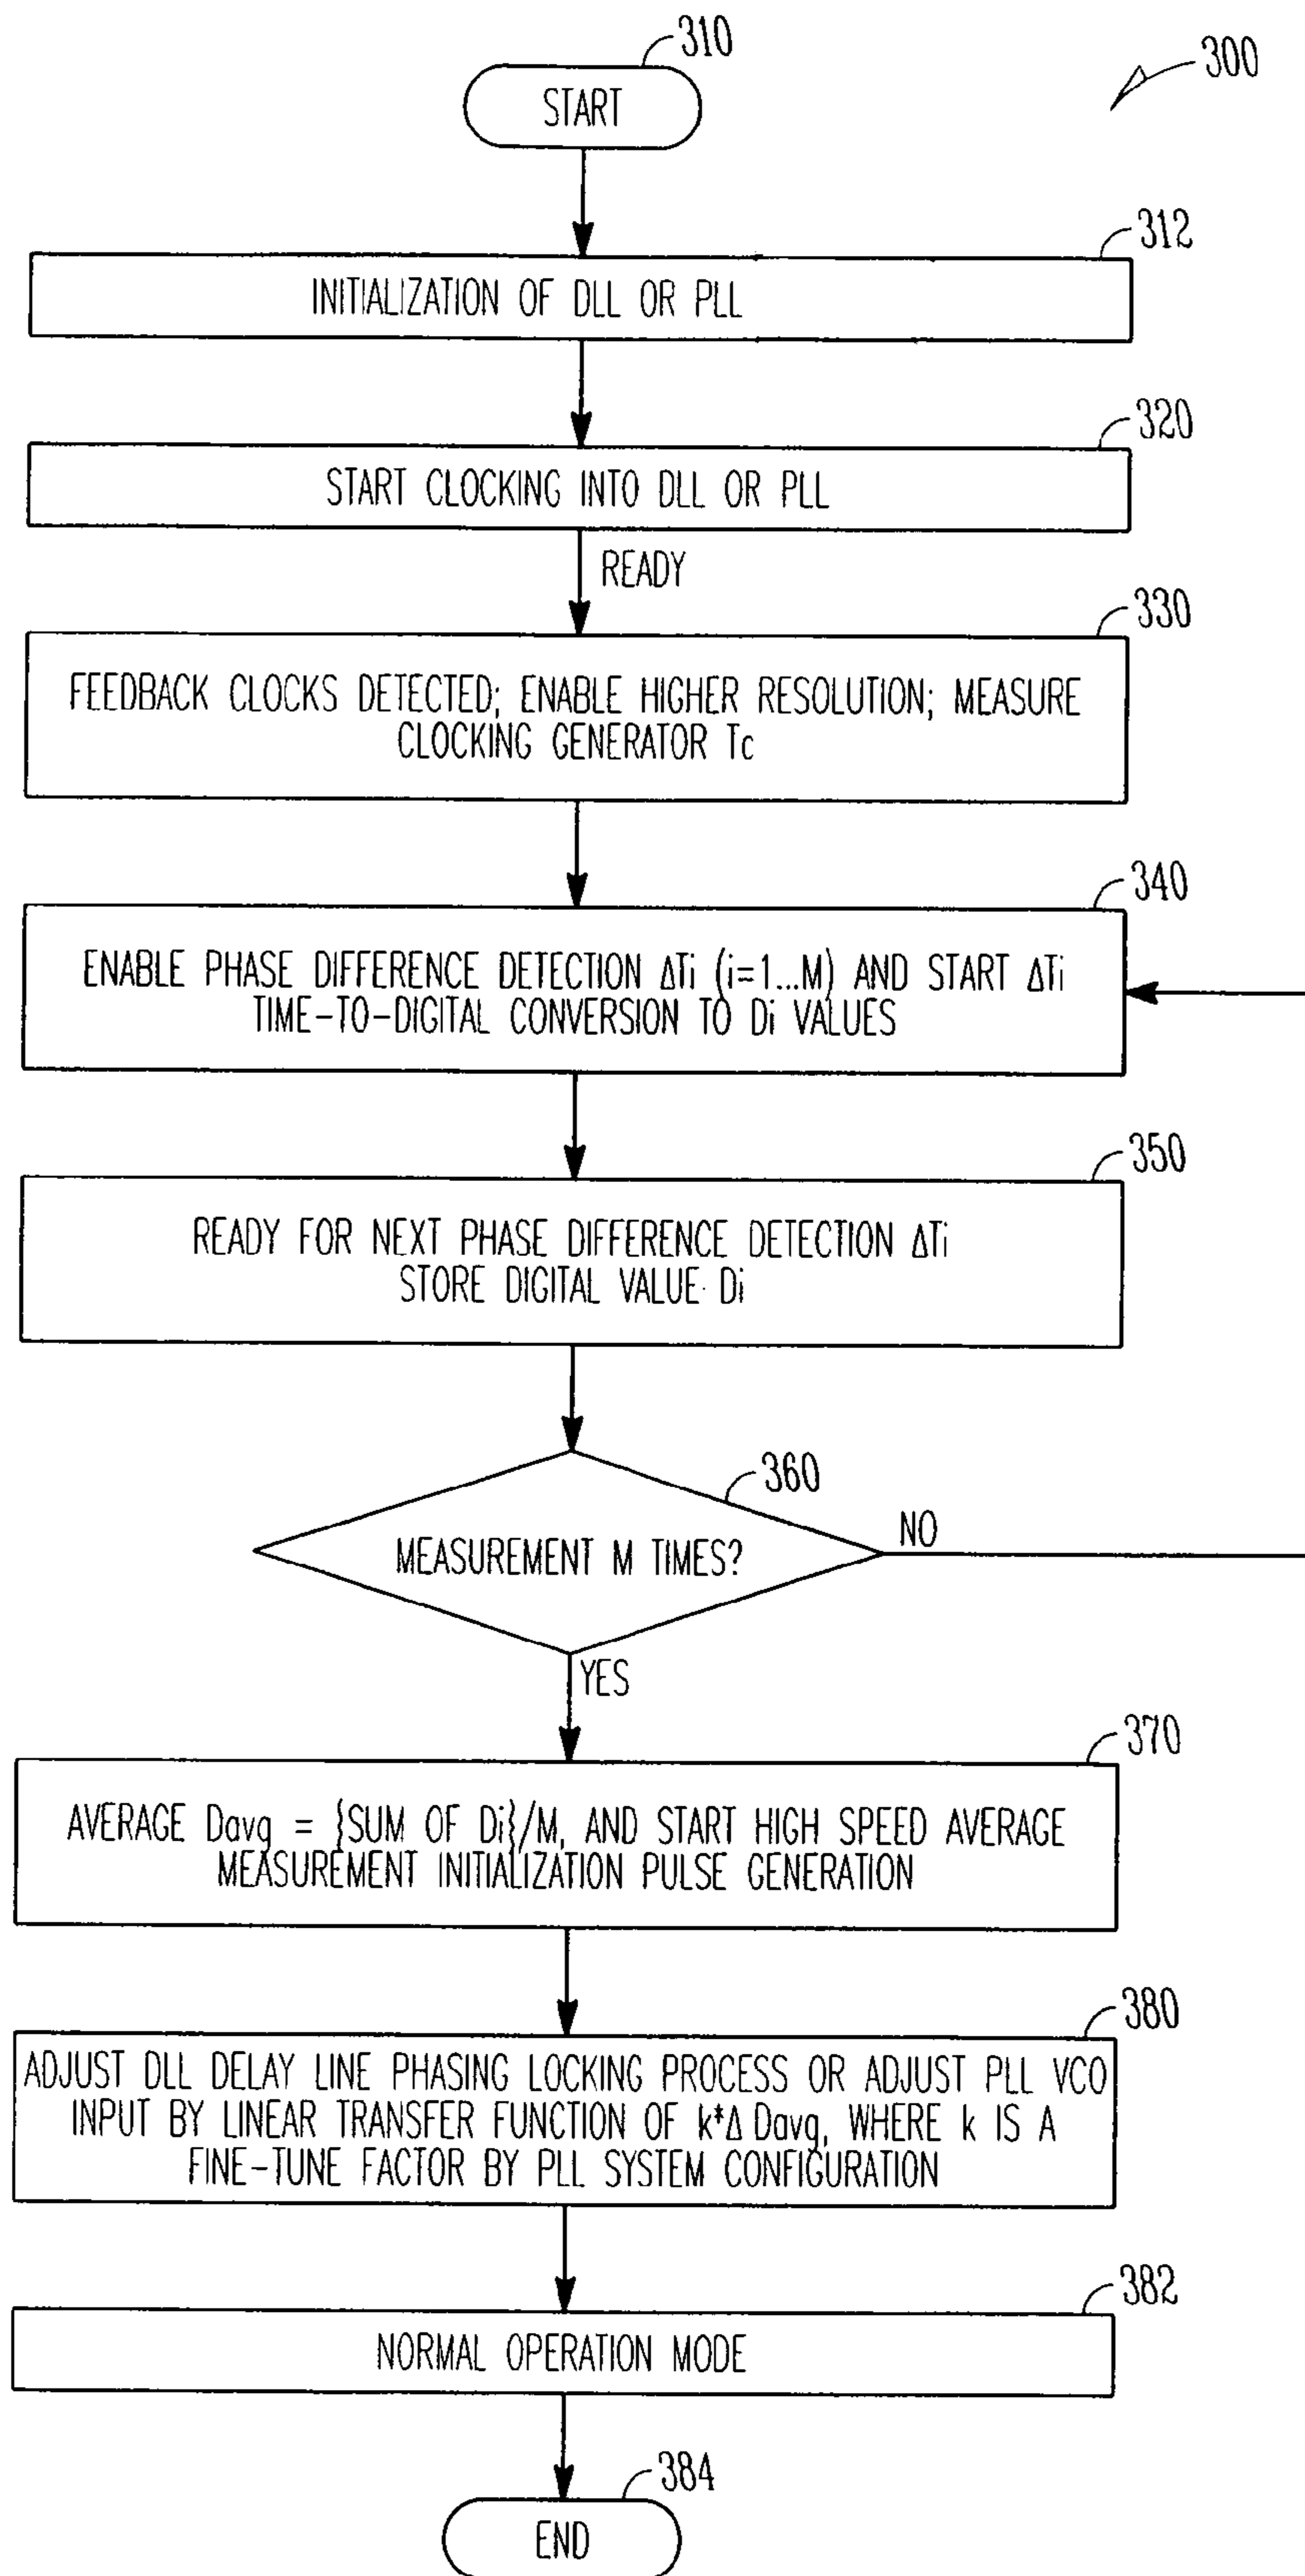 310
300
START
312
INITIALIZATION OF DLL OR PLL
320
START CLOCKING INTO DLL OR PLL
READY
330
FEEDBACK CLOCKS DETECTED; ENABLE HIGHER RESOLUTION; MEASURE
CLOCKING GENERATOR Tc
340
ENABLE PHASE DIFFERENCE DETECTION ΔTi (i=1...M) AND START ΔTi
TIME-TO-DIGITAL CONVERSION TO Di VALUES
350
READY FOR NEXT PHASE DIFFERENCE DETECTION ΔTi
STORE DIGITAL VALUE Di
360
MEASUREMENT M TIMES?
NO
YES
370
AVERAGE Davg = {SUM OF Di}/M, AND START HIGH SPEED AVERAGE
MEASUREMENT INITIALIZATION PULSE GENERATION
380
ADJUST DLL DELAY LINE PHASING LOCKING PROCESS OR ADJUST PLL VCO
INPUT BY LINEAR TRANSFER FUNCTION OF k*Δ Davg, WHERE k IS A
FINE-TUNE FACTOR BY PLL SYSTEM CONFIGURATION
382
NORMAL OPERATION MODE
384
END